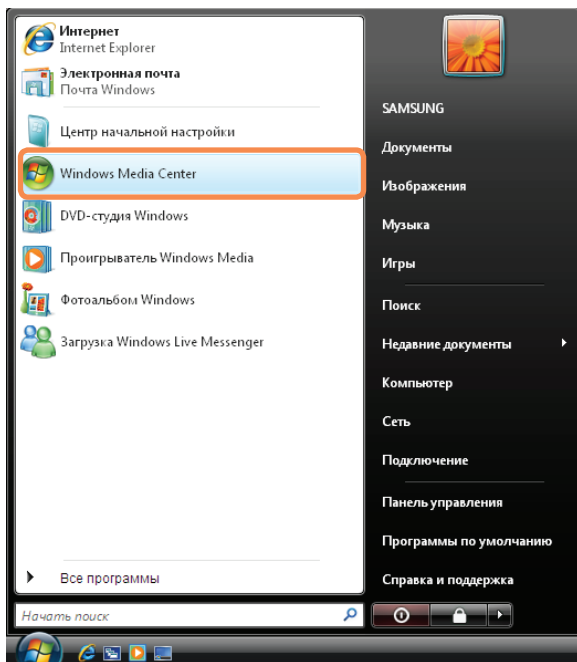 Интернет
Internet Explorer
Электронная почта
Почта Windows
Центр начальной настройки
Windows Media Center
DVD-студия Windows
Проигрыватель Windows Media
Фотоальбом Windows
Загрузка Windows Live Messenger
Все программы
Начать поиск
SAMSUNG
Документы
Изображения
Музыка
Игры
Поиск
Недавние документы
Компьютер
Сеть
Подключение
Панель управления
Программы по умолчанию
Справка и поддержка